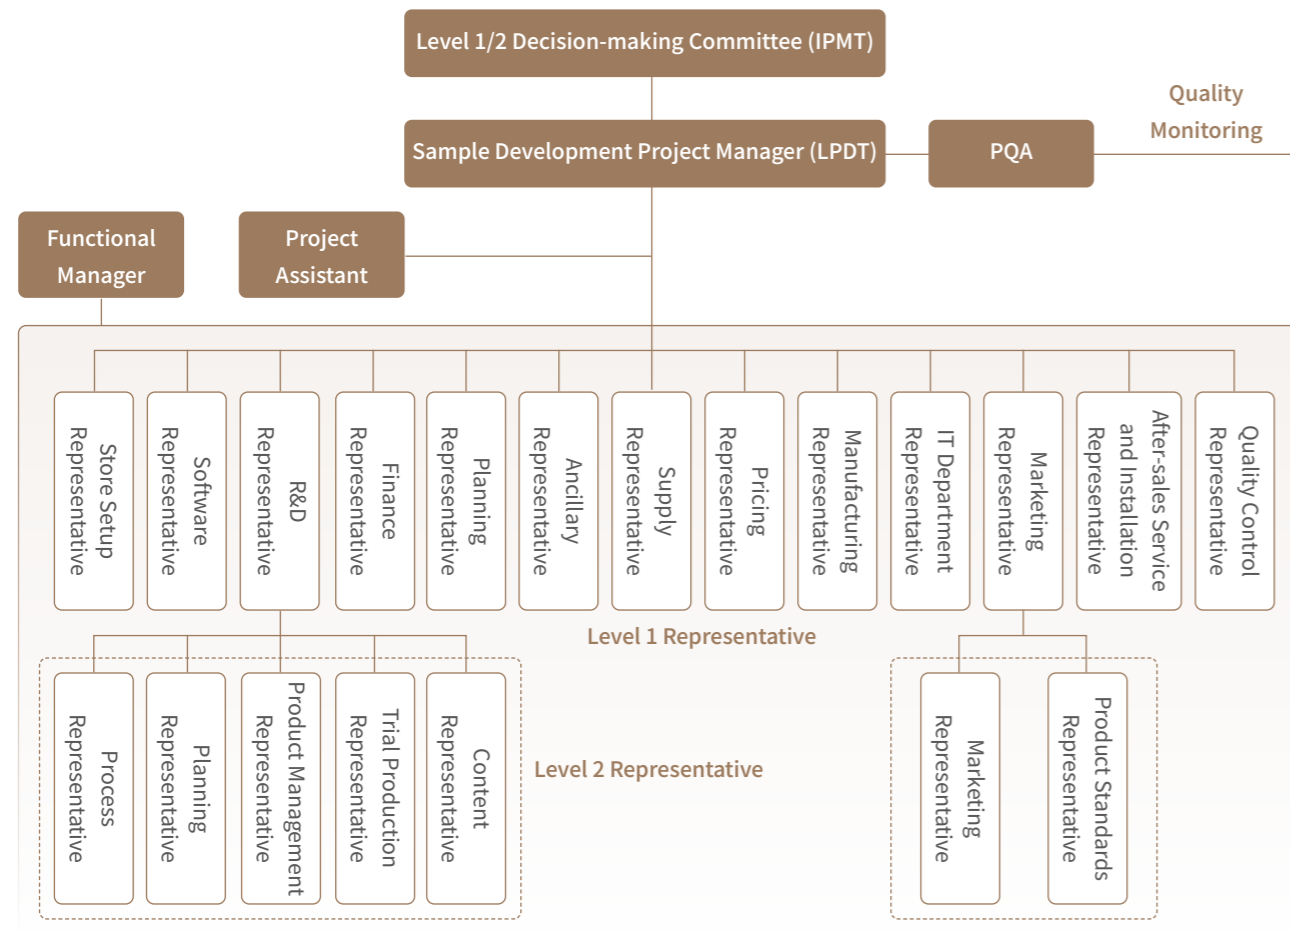 Level 1/2 Decision-making Committee (IPMT)
Quality
Monitoring
Sample Development Project Manager (LPDT)
PQA
Functional
Manager
Project
Assistant
Store Setup
Representative
Software
Representative
R&D
Representative
Finance
Representative
Planning
Representative
Ancillary
Representative
Supply
Representative
Pricing
Representative
Manufacturing
Representative
IT Department
Representative
Marketing
Representative
After-sales Service
and Installation
Representative
Quality Control
Representative
Level 1 Representative
Process
Representative
Planning
Representative
Product Management
Representative
Trial Production
Representative
Content
Representative
Level 2 Representative
Marketing
Representative
Product Standards
Representative